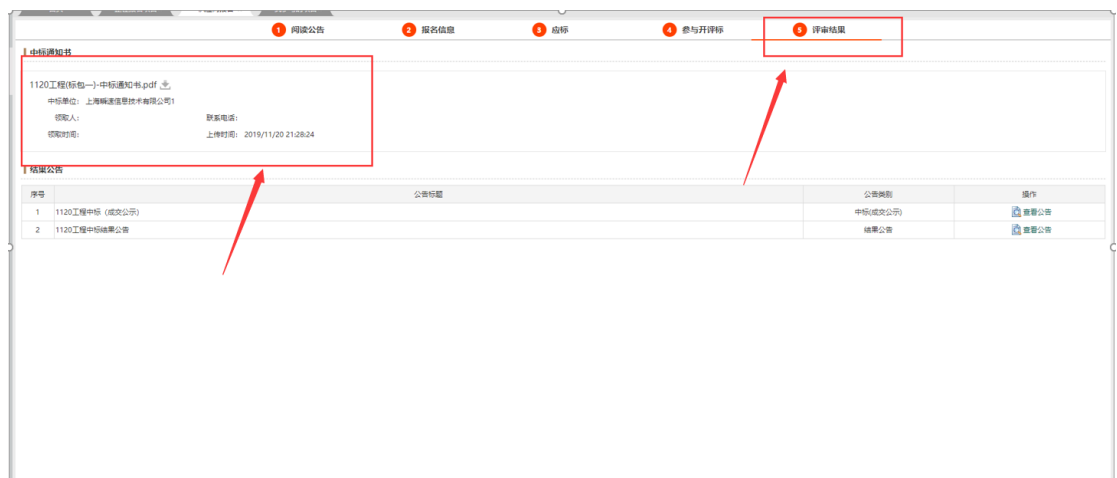 1 阅读公告 2 报名信息 3 应标 4 参与开评标 5 评审结果
中标通知书
1120工程(标包一)-中标通知书.pdf
中标单位: 上海瞬速信息技术有限公司1
领取人: 联系电话:
领取时间: 上传时间: 2019/11/20 21:28:24
结果公告
序号 公告标题 公告类别 操作
1 1120工程中标（成交公示） 中标(成交公示) 查看公告
2 1120工程中标结果公告 结果公告 查看公告